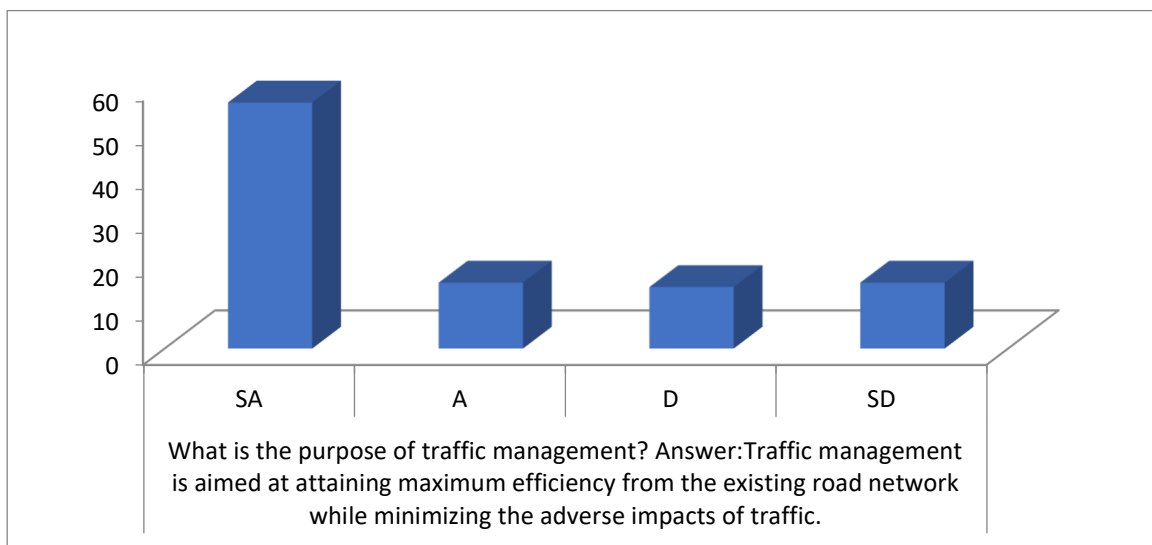 60
50
40
30
20
10
0
SA A D SD
What is the purpose of traffic management? Answer:Traffic management
is aimed at attaining maximum efficiency from the existing road network
while minimizing the adverse impacts of traffic.